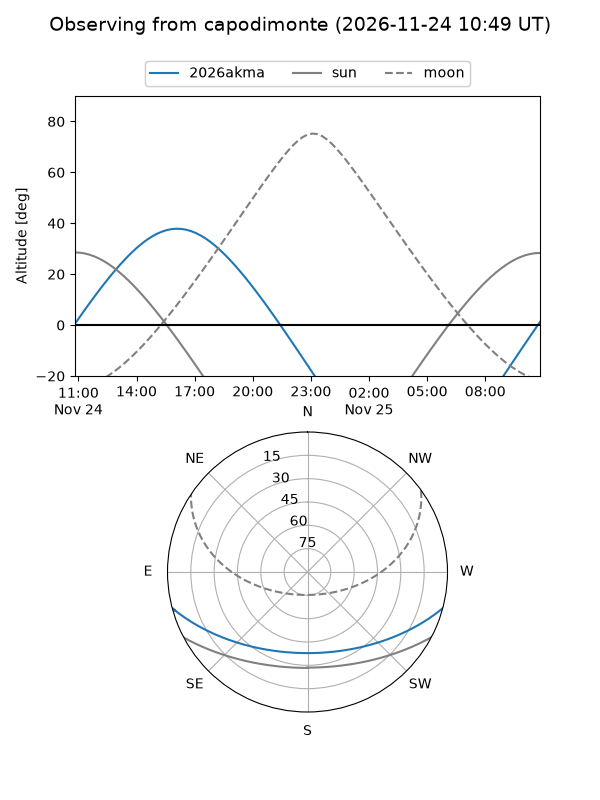 Observing from capodimonte (2026-11-24 10:49 UT)
2026akma sun moon
Altitude [deg]
80
60
40
20
0
−20
11:00 14:00 17:00 20:00 23:00 02:00 05:00 08:00
Nov 24 Nov 25
N
NE NW
15
30
45
60
75
E W
SE SW
S